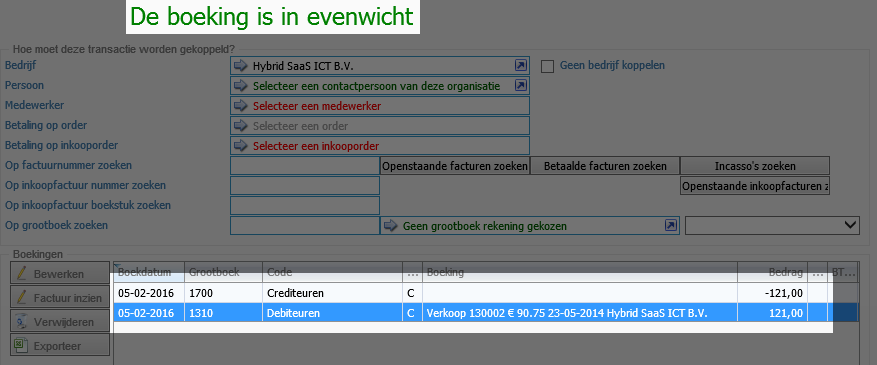 De boeking is in evenwicht
Hoe moet deze transactie worden gekoppeld?
Bedrijf Hybrid SaaS ICT B.V. Geen bedrijf koppelen
Persoon Selecteer een contactpersoon van deze organisatie
Medewerker Selecteer een medewerker
Betaling op order Selecteer een order
Betaling op inkooporder Selecteer een inkooporder
Op factuurnummer zoeken Openstaande facturen zoeken Betaalde facturen zoeken Incasso's zoeken
Op inkoopfactuur nummer zoeken Openstaande inkoopfacturen z
Op inkoopfactuur boekstuk zoeken
Op grootboek zoeken Geen grootboek rekening gekozen
Boekingen
Bewerken
Factuur inzien
Verwijderen
Exporteer
Boekdatum Grootboek Code ... Boeking Bedrag ... BT...
05-02-2016 1700 Crediteuren C -121,00
05-02-2016 1310 Debiteuren C Verkoop 130002 € 90.75 23-05-2014 Hybrid SaaS ICT B.V. 121,00